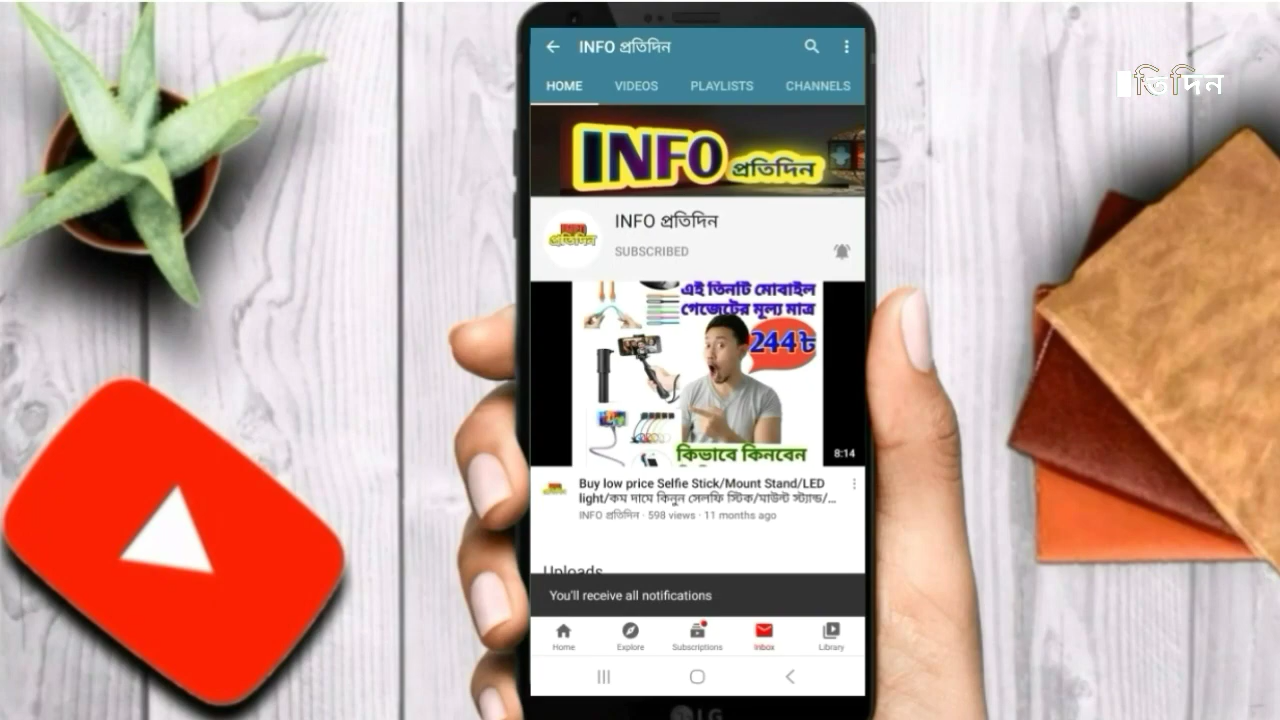 INFO প্রতিদিন
তিদিন
HOME VIDEOS PLAYLISTS CHANNELS
INFO প্রতিদিন
INFO প্রতিদিন
SUBSCRIBED
এই তিনটি মোবাইল
গেজেটের মূল্য মাত্র
244৳
কিভাবে কিনবেন
8:14
Buy low price Selfie Stick/Mount Stand/LED
light/কম দামে কিনুন সেলফি স্টিক/মাউন্ট স্ট্যান্ড/...
INFO প্রতিদিন · 598 views · 11 months ago
Uploads
You'll receive all notifications
Home Explore Subscriptions Inbox Library
LG